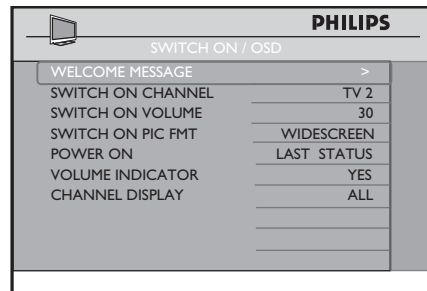 PHILIPS
SWITCH ON / OSD
WELCOME MESSAGE >
SWITCH ON CHANNEL TV 2
SWITCH ON VOLUME 30
SWITCH ON PIC FMT WIDESCREEN
POWER ON LAST STATUS
VOLUME INDICATOR YES
CHANNEL DISPLAY ALL